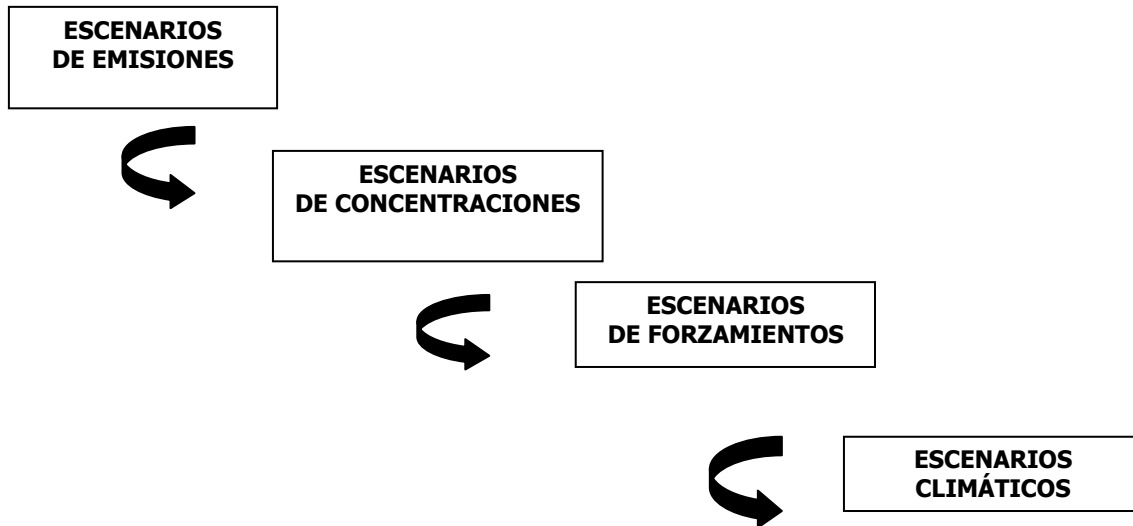 ESCENARIOS
DE EMISIONES
ESCENARIOS
DE CONCENTRACIONES
ESCENARIOS
DE FORZAMIENTOS
ESCENARIOS
CLIMÁTICOS